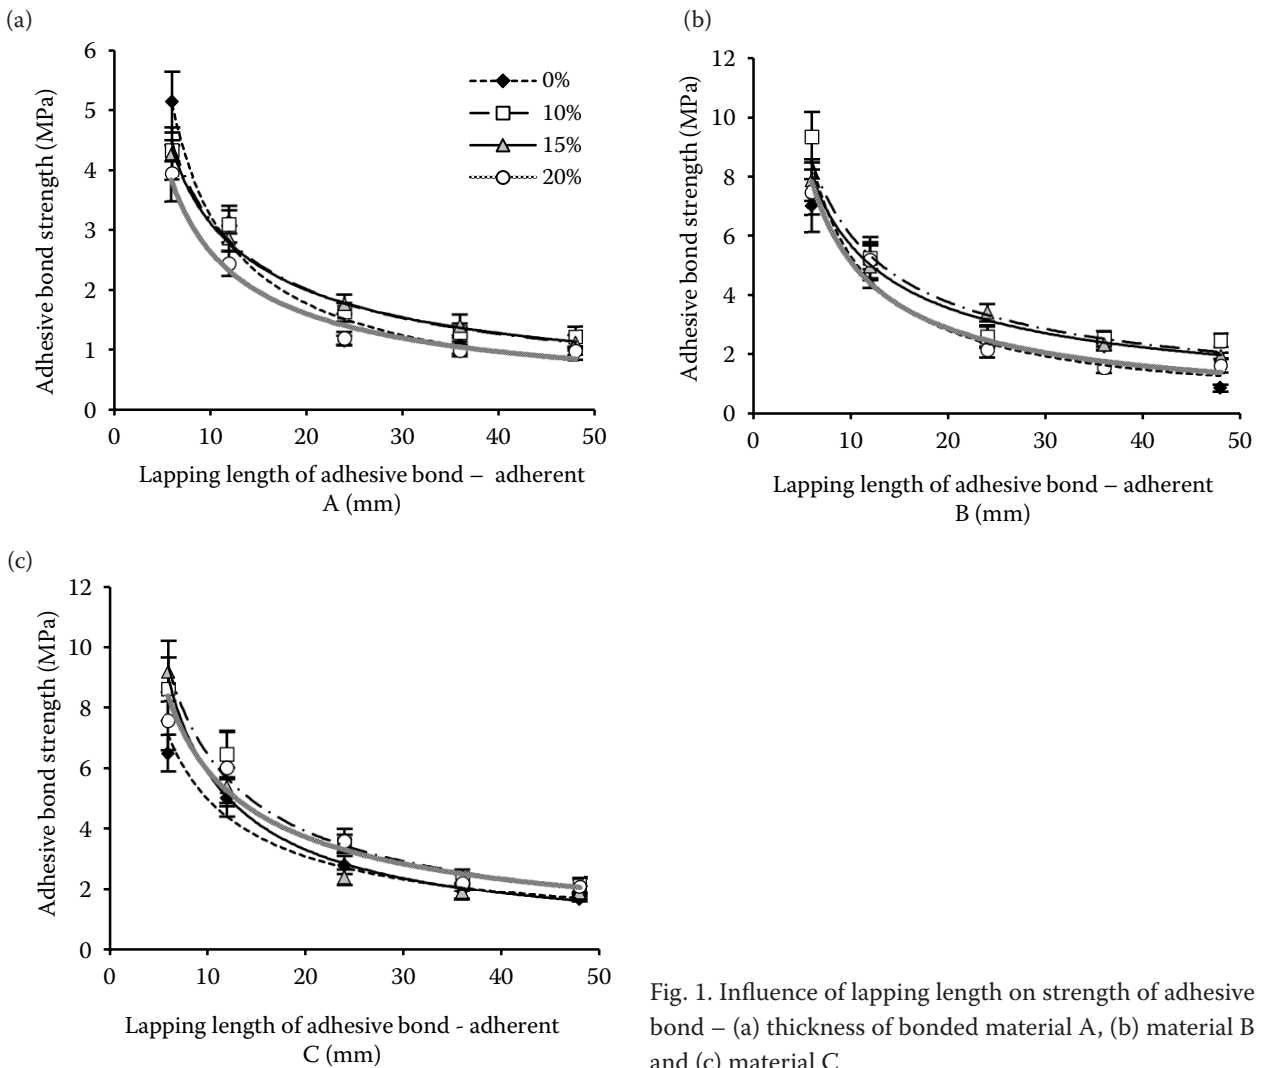 (a)
Adhesive bond strength (MPa)
6
5
4
3
2
1
0
0%
10%
15%
20%
0 10 20 30 40 50
Lapping length of adhesive bond – adherent
A (mm)
(b)
Adhesive bond strength (MPa)
12
10
8
6
4
2
0
0 10 20 30 40 50
Lapping length of adhesive bond – adherent
B (mm)
(c)
Adhesive bond strength (MPa)
12
10
8
6
4
2
0
0 10 20 30 40 50
Lapping length of adhesive bond - adherent
C (mm)
Fig. 1. Influence of lapping length on strength of adhesive
bond – (a) thickness of bonded material A, (b) material B
and (c) material C